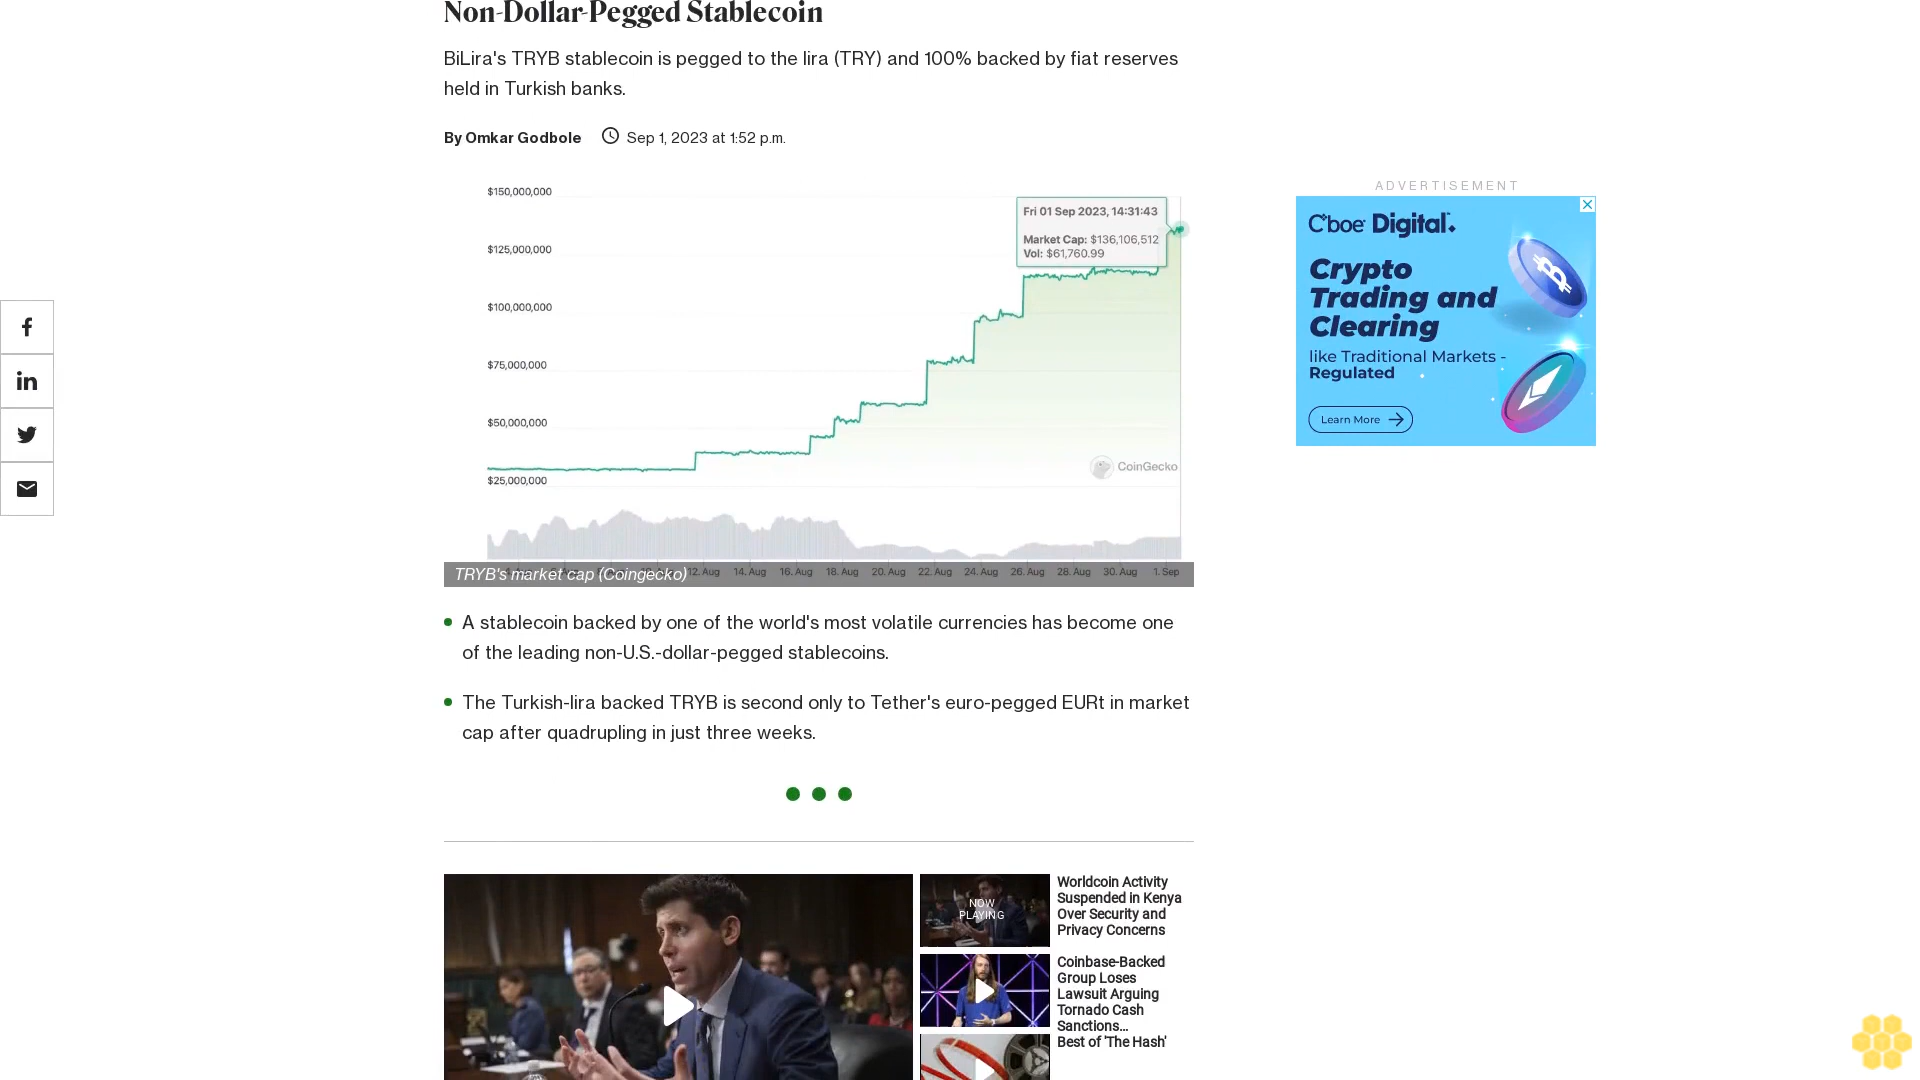 Non-Dollar-Pegged Stablecoin
BiLira's TRYB stablecoin is pegged to the lira (TRY) and 100% backed by fiat reserves
held in Turkish banks.
By Omkar Godbole Sep 1, 2023 at 1:52 p.m.
$150,000,000
$125,000,000
$100,000,000
$75,000,000
$50,000,000
$25,000,000
Fri 01 Sep 2023, 14:31:43
Market Cap: $136,106,512
Vol: $61,760.99
CoinGecko
12. Aug 14. Aug 16. Aug 18. Aug 20. Aug 22. Aug 24. Aug 26. Aug 28. Aug 30. Aug 1. Sep
TRYB's market cap (Coingecko)
A stablecoin backed by one of the world's most volatile currencies has become one
of the leading non-U.S.-dollar-pegged stablecoins.
The Turkish-lira backed TRYB is second only to Tether's euro-pegged EURt in market
cap after quadrupling in just three weeks.
NOW
PLAYING
Worldcoin Activity
Suspended in Kenya
Over Security and
Privacy Concerns
Coinbase-Backed
Group Loses
Lawsuit Arguing
Tornado Cash
Sanctions...
Best of 'The Hash'
ADVERTISEMENT
Cboe Digital
Crypto
Trading and
Clearing
like Traditional Markets -
Regulated
Learn More